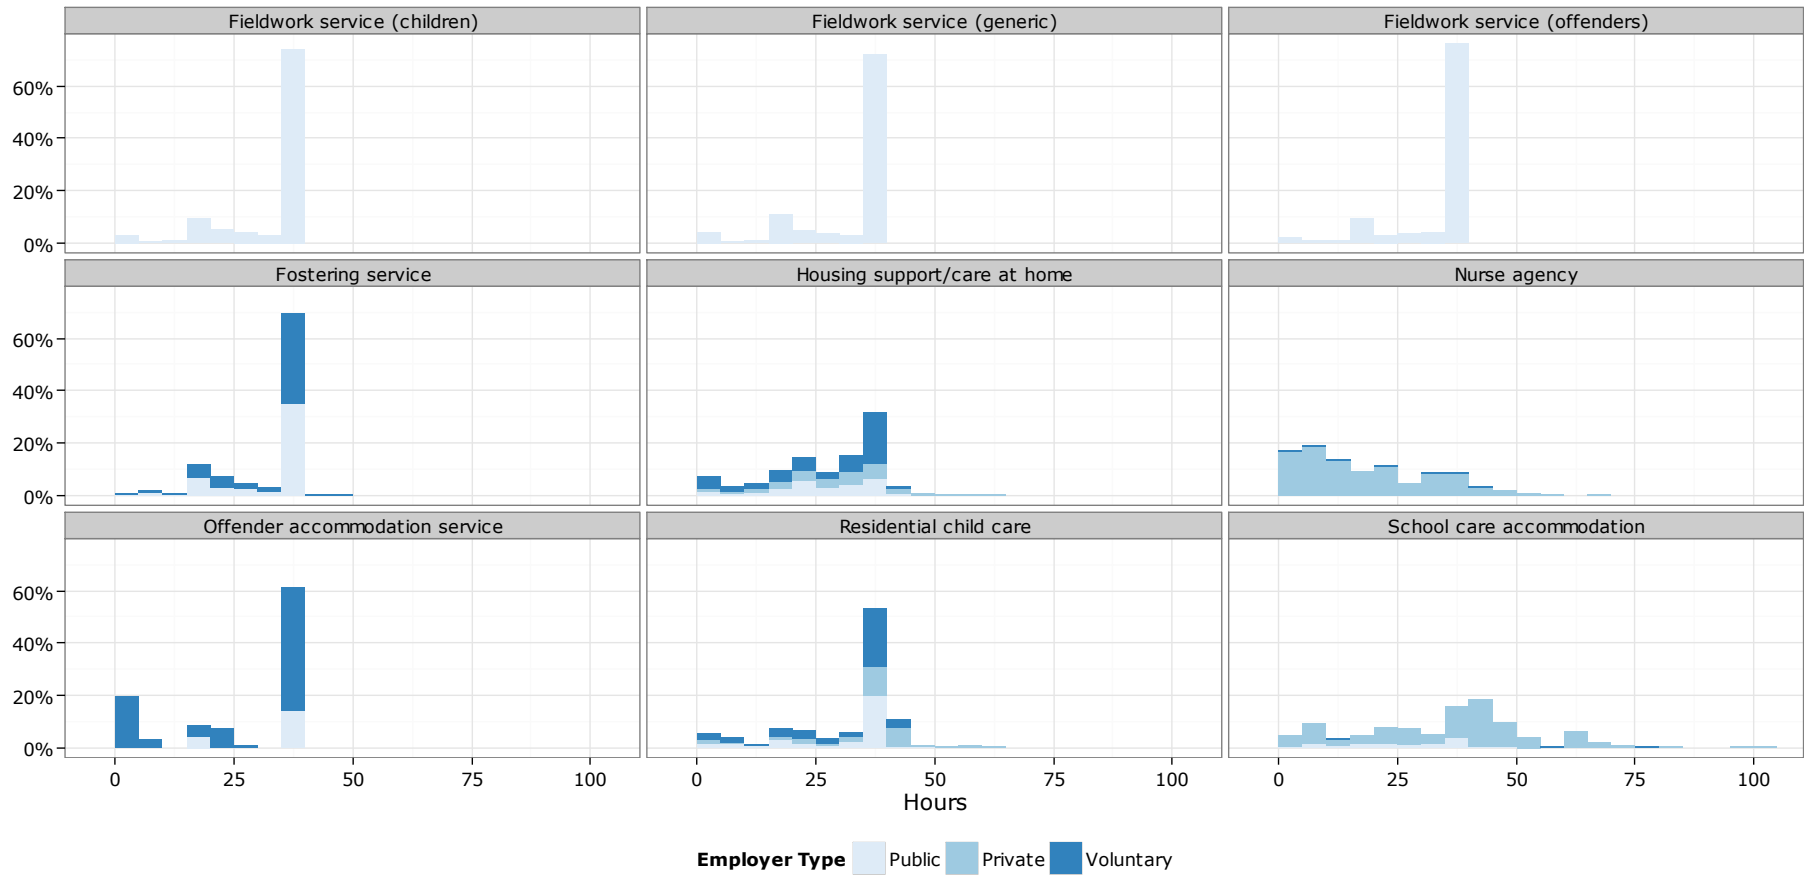 Fieldwork service (children) Fieldwork service (generic) Fieldwork service (offenders)
60%
40%
20%
0%
Fostering service Housing support/care at home Nurse agency
60%
40%
20%
0%
Offender accommodation service Residential child care School care accommodation
60%
40%
20%
0%
0 25 50 75 100 0 25 50 75 100 0 25 50 75 100
Hours
Employer Type Public Private Voluntary